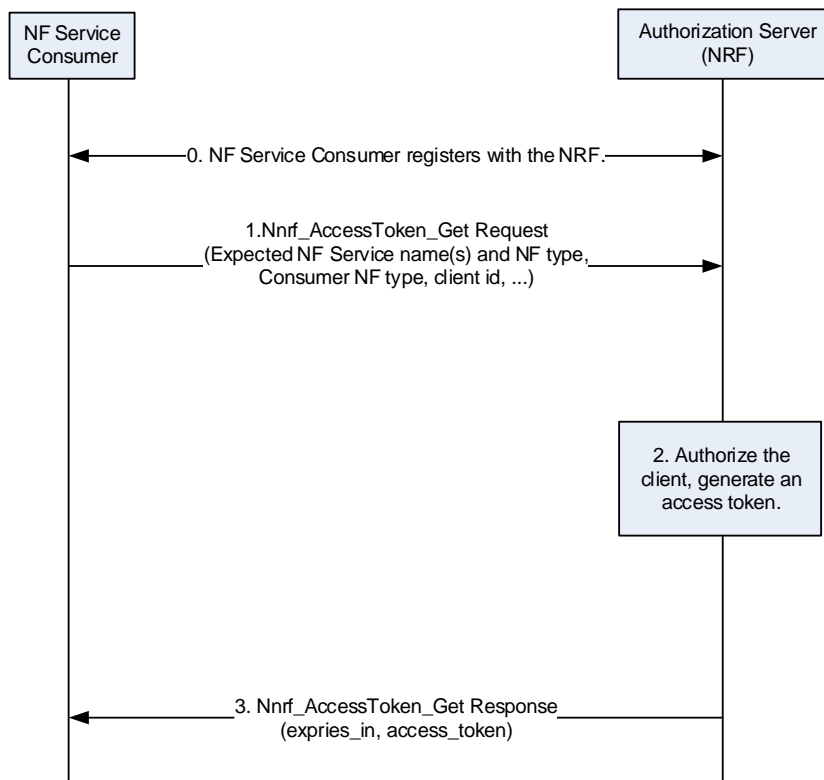 NF Service
Consumer
Authorization Server
(NRF)
0. NF Service Consumer registers with the NRF.
1.Nnrf_AccessToken_Get Request
(Expected NF Service name(s) and NF type,
Consumer NF type, client id, ...)
2. Authorize the
client, generate an
access token.
3. Nnrf_AccessToken_Get Response
(expries_in, access_token)